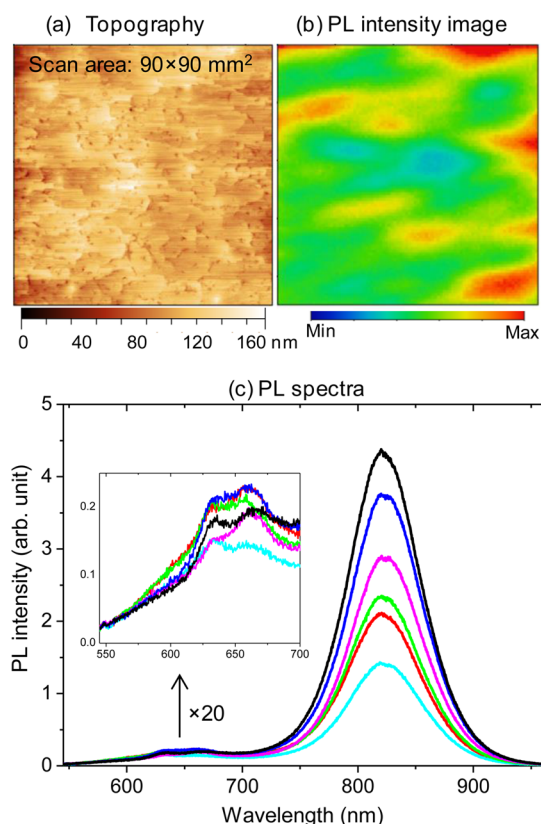 (a) Topography
(b) PL intensity image
Scan area: 90×90 mm²
0 40 80 120 160 nm
Min Max
(c) PL spectra
PL intensity (arb. unit)
5
4
3
2
1
0
0.2
0.1
0.0
550 600 650 700
×20
600 700 800 900
Wavelength (nm)